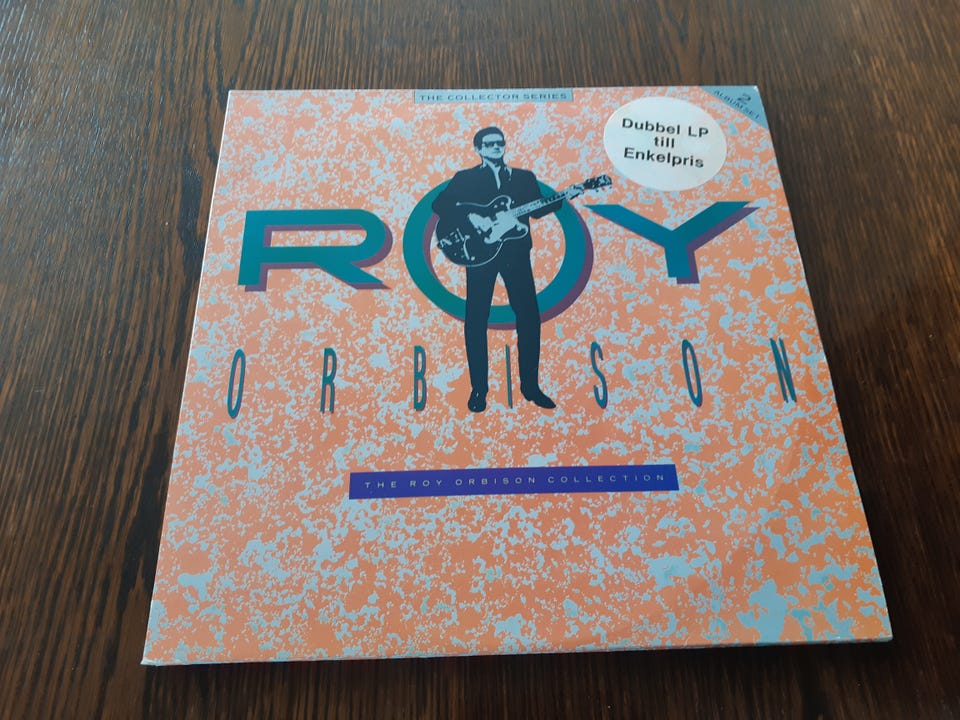 THE COLLECTOR SERIES
2
ALBUM SET
Dubbel LP
till
Enkelpris
ROY
ORBISON
THE ROY ORBISON COLLECTION